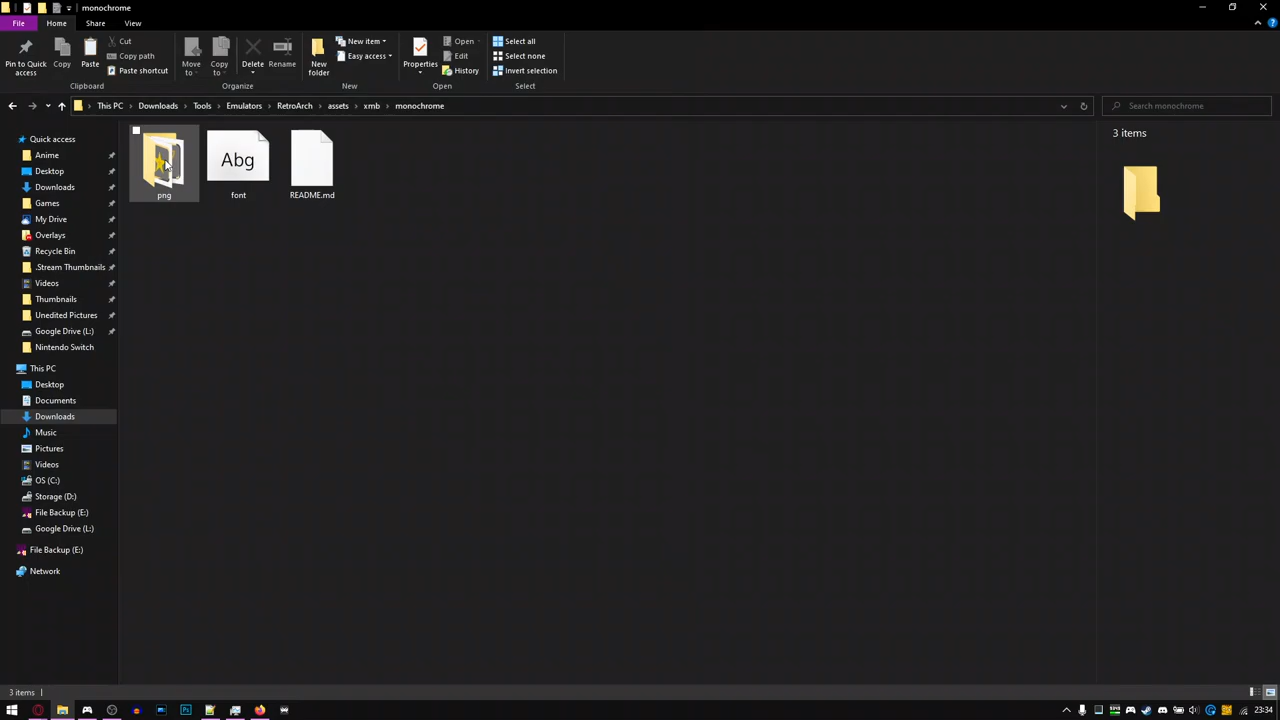 monochrome
File
Home
Share
View
Pin to Quick access
Copy
Paste
Cut
Copy path
Paste shortcut
Clipboard
Move to
Copy to
Delete
Rename
Organize
New folder
New item
Easy access
New
Properties
Open
Edit
History
Open
Select all
Select none
Invert selection
Select
This PC
Downloads
Tools
Emulators
RetroArch
assets
xmb
monochrome
Search monochrome
Quick access
Anime
Desktop
Downloads
Games
My Drive
Overlays
Recycle Bin
.Stream Thumbnails
Videos
Thumbnails
Unedited Pictures
Google Drive (L:)
Nintendo Switch
This PC
Desktop
Documents
Downloads
Music
Pictures
Videos
OS (C:)
Storage (D:)
File Backup (E:)
Google Drive (L:)
File Backup (E:)
Network
png
Abg
font
README.md
3 items
3 items
23:34